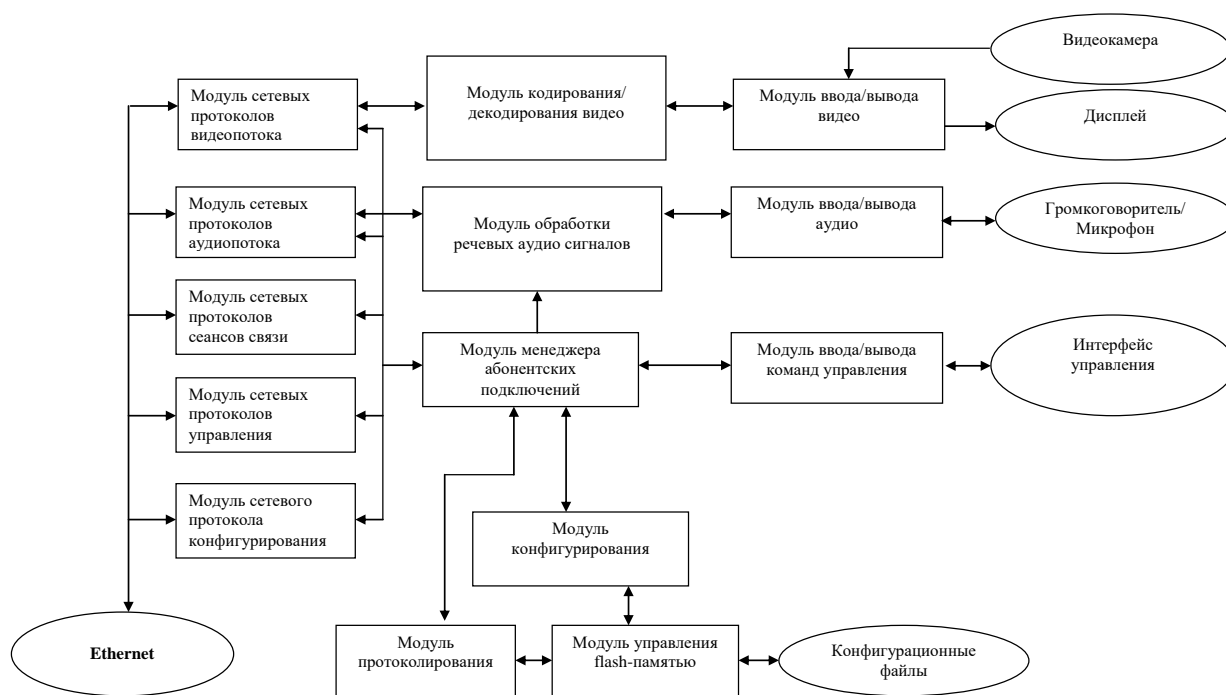 Видеокамера
Модуль сетевых
протоколов
видеопотока
Модуль кодирования/
декодирования видео
Модуль ввода/вывода
видео
Дисплей
Модуль сетевых
протоколов
аудиопотока
Модуль обработки
речевых аудио сигналов
Модуль ввода/вывода
аудио
Громкоговоритель/
Микрофон
Модуль сетевых
протоколов
сеансов связи
Модуль менеджера
абонентских
подключений
Модуль ввода/вывода
команд управления
Интерфейс
управления
Модуль сетевых
протоколов
управления
Модуль сетевого
протокола
конфигурирования
Модуль
конфигурирования
Ethernet
Модуль
протоколирования
Модуль управления
flash-памятью
Конфигурационные
файлы